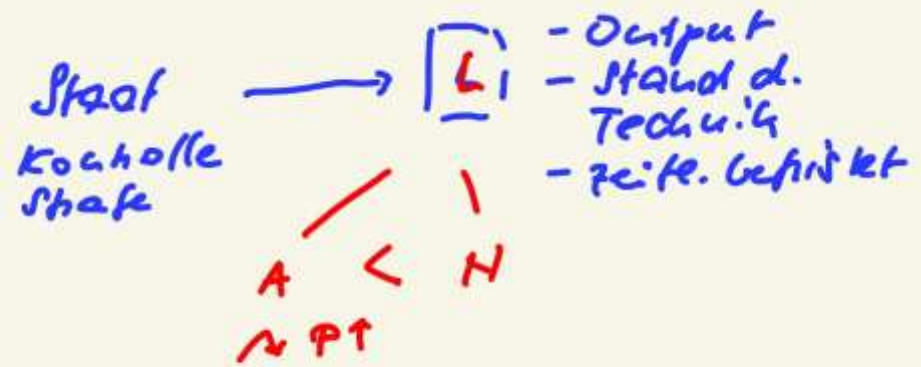 Staat → L
Kontrolle
Strafe
- Output
- Stand d.
Technik
- zeitl. befristet
A < N
↷ P↑